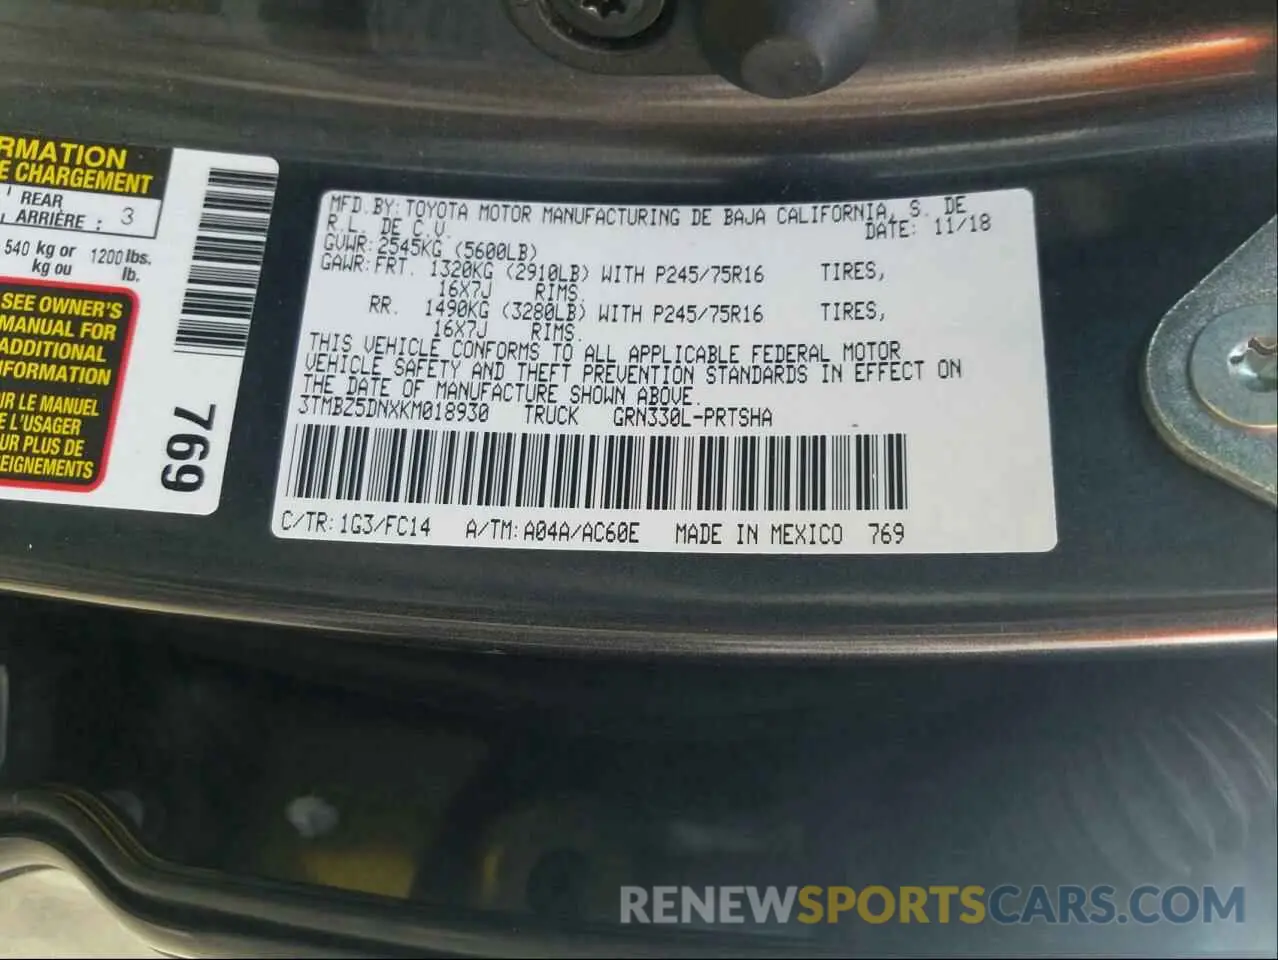 RMATION
E CHARGEMENT
REAR
ARRIÈRE : 3
540 kg or 1200 lbs.
kg ou lb.
SEE OWNER'S
MANUAL FOR
ADDITIONAL
NFORMATION
UR LE MANUEL
E L'USAGER
UR PLUS DE
SEIGNEMENTS
769
MFD. BY: TOYOTA MOTOR MANUFACTURING DE BAJA CALIFORNIA, S. DE
R.L. DE C.V. DATE: 11/18
GVWR: 2545KG (5600LB)
GAWR: FRT. 1320KG (2910LB) WITH P245/75R16 TIRES,
16X7J RIMS.
RR. 1490KG (3280LB) WITH P245/75R16 TIRES,
16X7J RIMS.
THIS VEHICLE CONFORMS TO ALL APPLICABLE FEDERAL MOTOR
VEHICLE SAFETY AND THEFT PREVENTION STANDARDS IN EFFECT ON
THE DATE OF MANUFACTURE SHOWN ABOVE.
3TMBZ5DNXKM018930 TRUCK GRN330L-PRTSHA
C/TR: 1G3/FC14 A/TM: A04A/AC60E MADE IN MEXICO 769
RENEWSPORTSCARS.COM